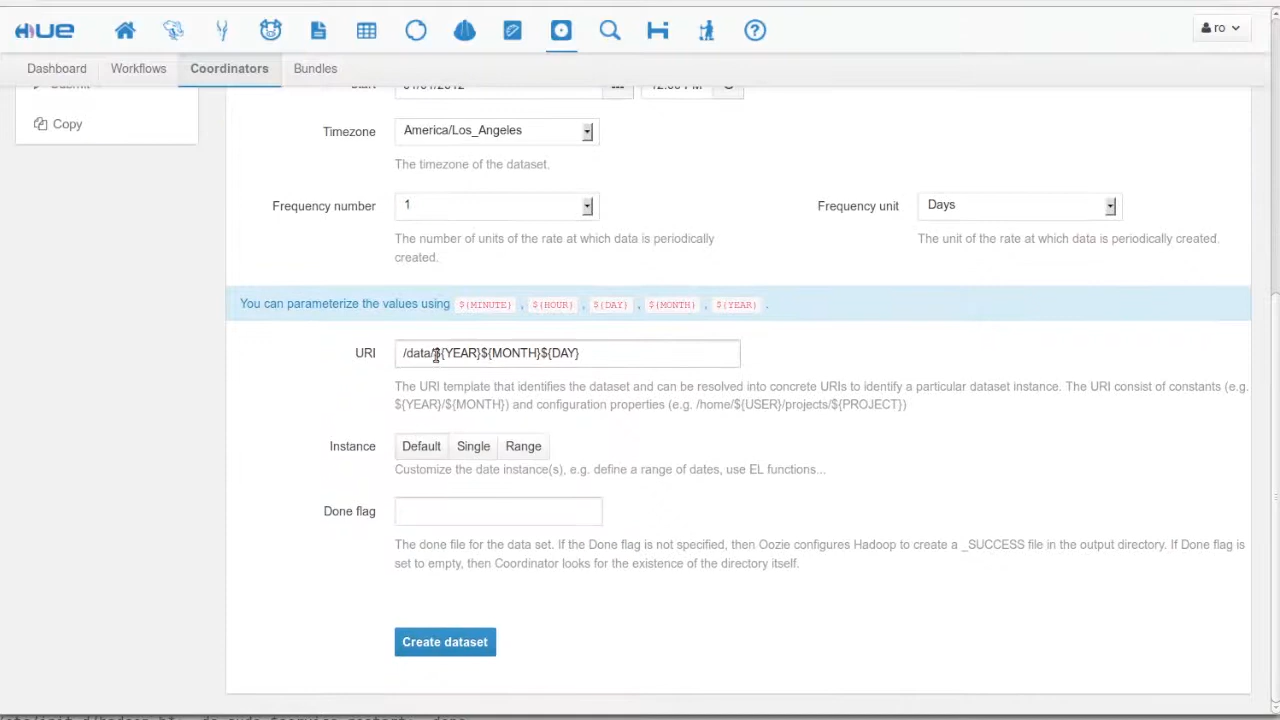 HUE
ro
Dashboard
Workflows
Coordinators
Bundles
Submit
Copy
Start
01/01/2012
12:00 PM
Timezone
America/Los_Angeles
The timezone of the dataset.
Frequency number
1
Frequency unit
Days
The number of units of the rate at which data is periodically
created.
The unit of the rate at which data is periodically created.
You can parameterize the values using ${MINUTE} , ${HOUR} , ${DAY} , ${MONTH} , ${YEAR} .
URI
/data/${YEAR}${MONTH}${DAY}
The URI template that identifies the dataset and can be resolved into concrete URIs to identify a particular dataset instance. The URI consist of constants (e.g.
${YEAR}/${MONTH}) and configuration properties (e.g. /home/${USER}/projects/${PROJECT})
Instance
Default
Single
Range
Customize the date instance(s), e.g. define a range of dates, use EL functions...
Done flag
The done file for the data set. If the Done flag is not specified, then Oozie configures Hadoop to create a _SUCCESS file in the output directory. If Done flag is
set to empty, then Coordinator looks for the existence of the directory itself.
Create dataset